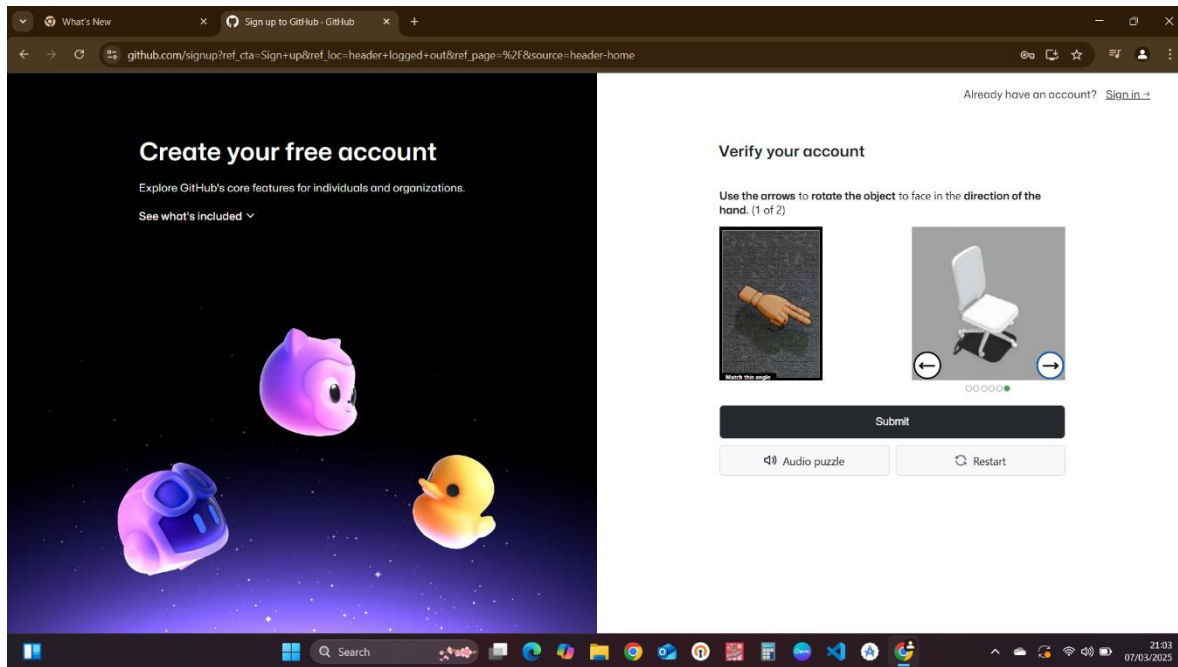 What's New
Sign up to GitHub · GitHub
github.com/signup?ref_cta=Sign+up&ref_loc=header+logged+out&ref_page=%2F&source=header-home
Already have an account? Sign in →
Create your free account
Explore GitHub's core features for individuals and organizations.
See what's included
Verify your account
Use the arrows to rotate the object to face in the direction of the
hand. (1 of 2)
Match this angle
Submit
Audio puzzle
Restart
Search
21:03
07/03/2025